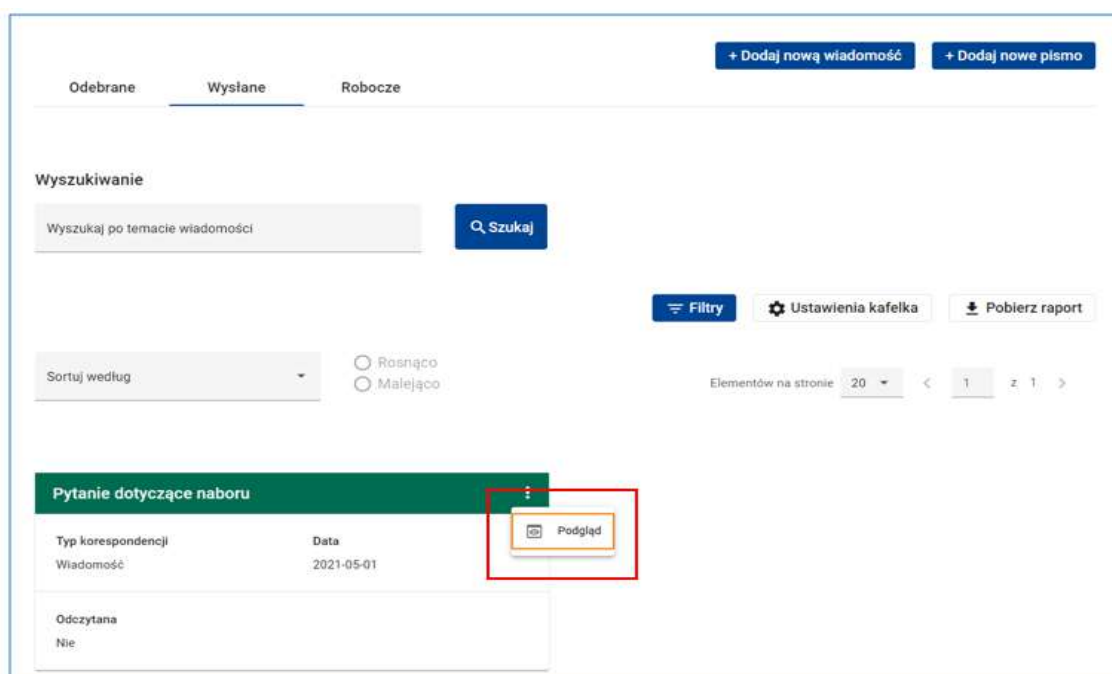 + Dodaj nową wiadomość + Dodaj nowe pismo
Odebrane Wysłane Robocze
Wyszukiwanie
Wyszukaj po temacie wiadomości Szukaj
Filtry Ustawienia kafelka Pobierz raport
Sortuj według
Rosnąco
Malejąco
Elementów na stronie 20 < 1 z 1 >
Pytanie dotyczące naboru
Podgląd
Typ korespondencji Data
Wiadomość 2021-05-01
Odczytana
Nie